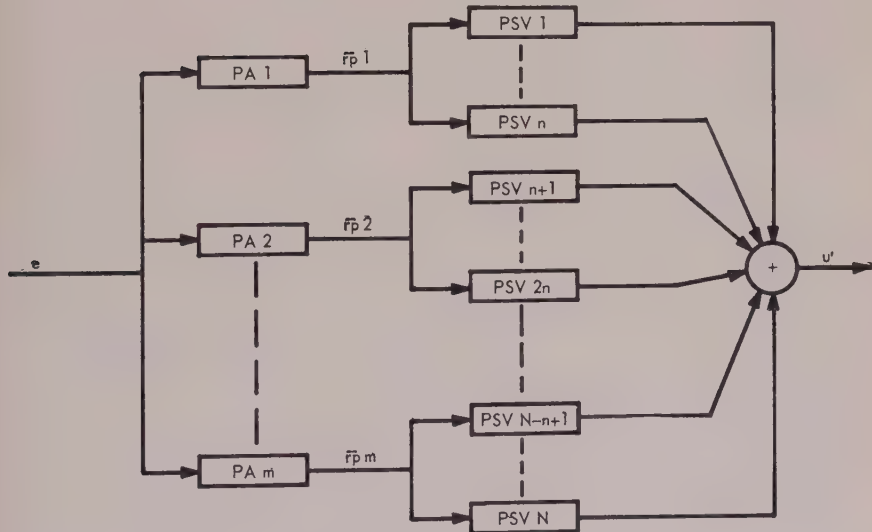 PSV 1
PA 1
r̄p 1
PSV n
PSV n+1
PA 2
r̄p 2
e
+
u'
PSV 2n
PSV N-n+1
PA m
r̄p m
PSV N